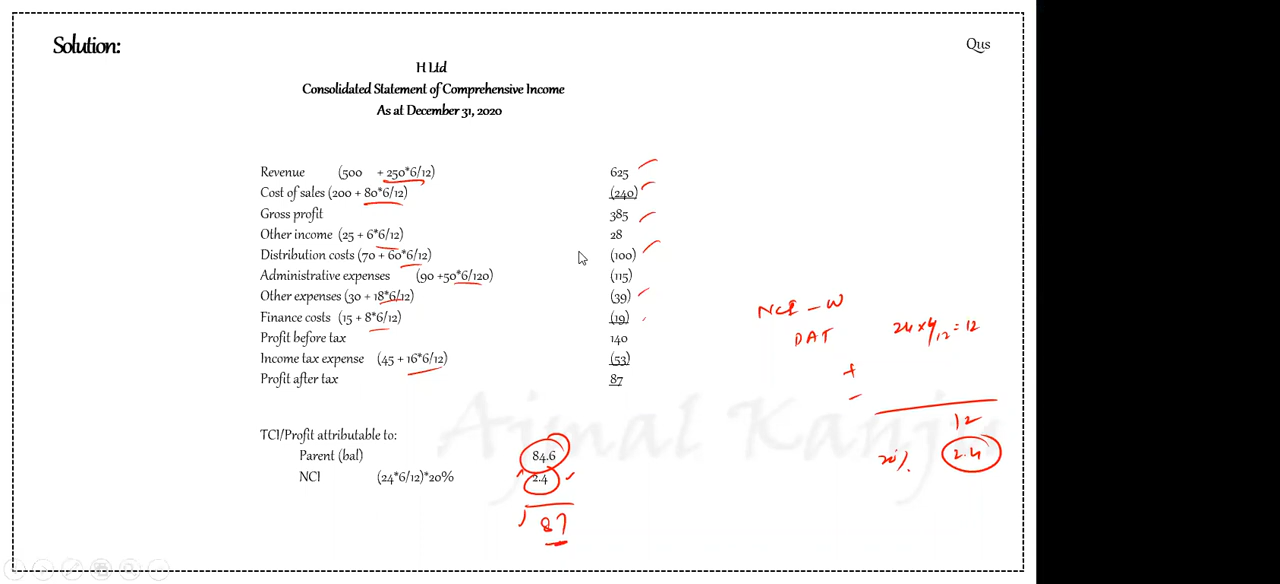 Solution:
Qus
H Ltd
Consolidated Statement of Comprehensive Income
As at December 31, 2020
Revenue (500 + 250*6/12) 625
Cost of sales (200 + 80*6/12) (240)
Gross profit 385
Other income (25 + 6*6/12) 28
Distribution costs (70 + 60*6/12) (100)
Administrative expenses (90 +50*6/120) (115)
Other expenses (30 + 18*6/12) (39)
Finance costs (15 + 8*6/12) (19)
Profit before tax 140
Income tax expense (45 + 16*6/12) (53)
Profit after tax 87
TCI/Profit attributable to:
Parent (bal) 84.6
NCI (24*6/12)*20% 2.4
87
NCI - W
PAT 24 x 6/12 = 12
+
-
12
20% 2.4
Ajmal Kanju